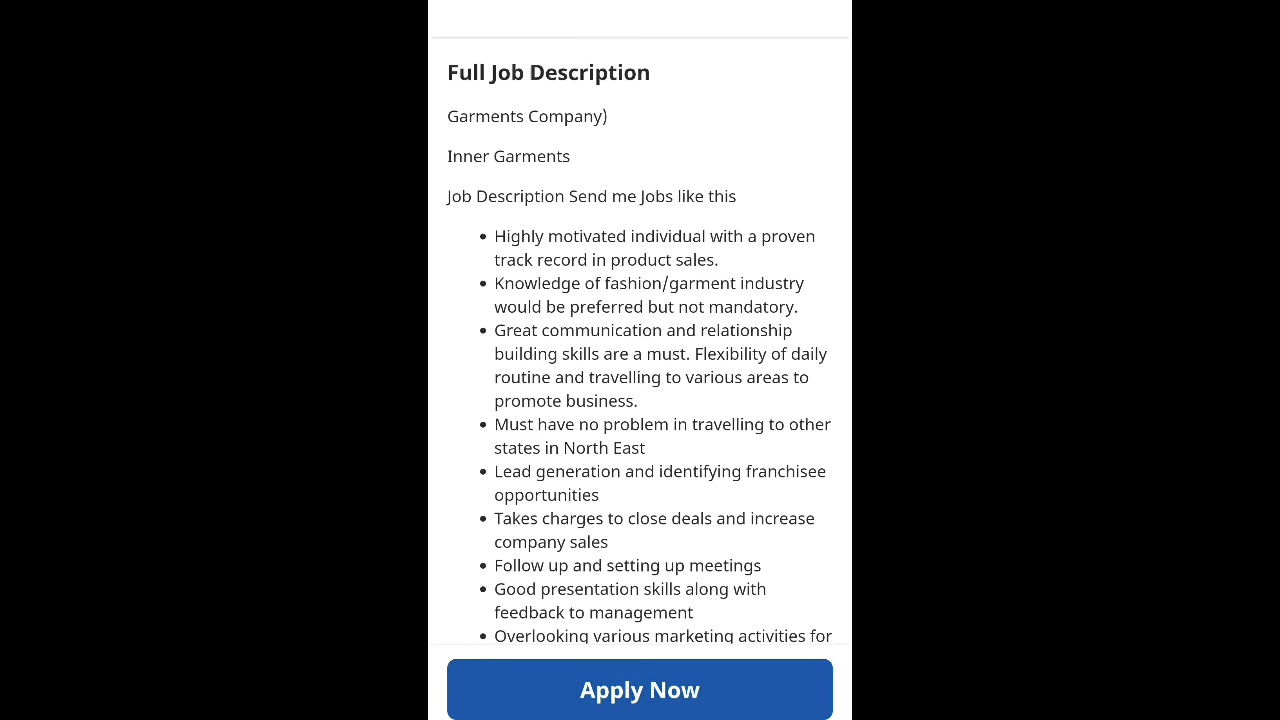 Full Job Description
Garments Company)
Inner Garments
Job Description Send me Jobs like this
• Highly motivated individual with a proven
track record in product sales.
• Knowledge of fashion/garment industry
would be preferred but not mandatory.
• Great communication and relationship
building skills are a must. Flexibility of daily
routine and travelling to various areas to
promote business.
• Must have no problem in travelling to other
states in North East
• Lead generation and identifying franchisee
opportunities
• Takes charges to close deals and increase
company sales
• Follow up and setting up meetings
• Good presentation skills along with
feedback to management
• Overlooking various marketing activities for
Apply Now